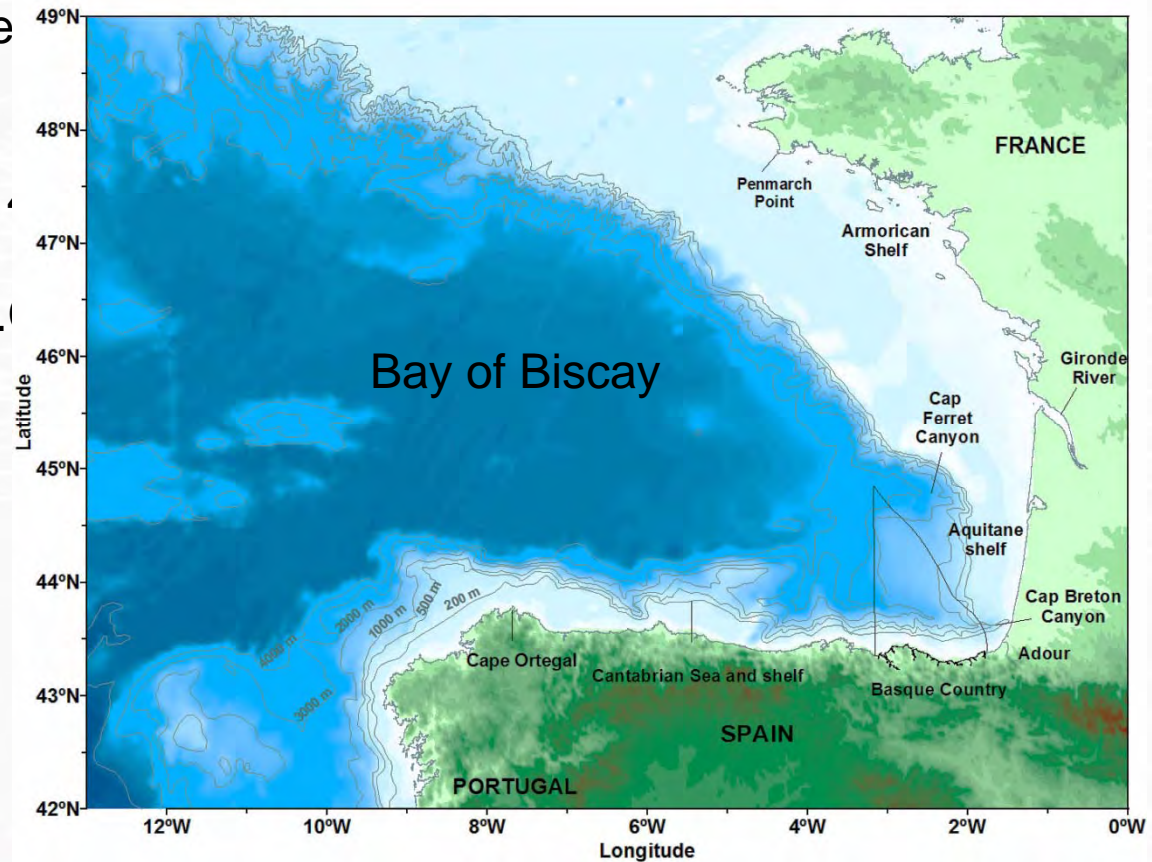 e
49ºN
48ºN
47ºN
46ºN
45ºN
44ºN
43ºN
42ºN
Latitude
FRANCE
Penmarch
Point
Armorican
Shelf
Bay of Biscay
Gironde
River
Cap
Ferret
Canyon
Aquitane
shelf
Cap Breton
Canyon
Adour
200 m
500 m
1000 m
2000 m
4000 m
3000 m
Cape Ortegal
Cantabrian Sea and shelf
Basque Country
SPAIN
PORTUGAL
12ºW 10ºW 8ºW 6ºW 4ºW 2ºW 0ºW
Longitude